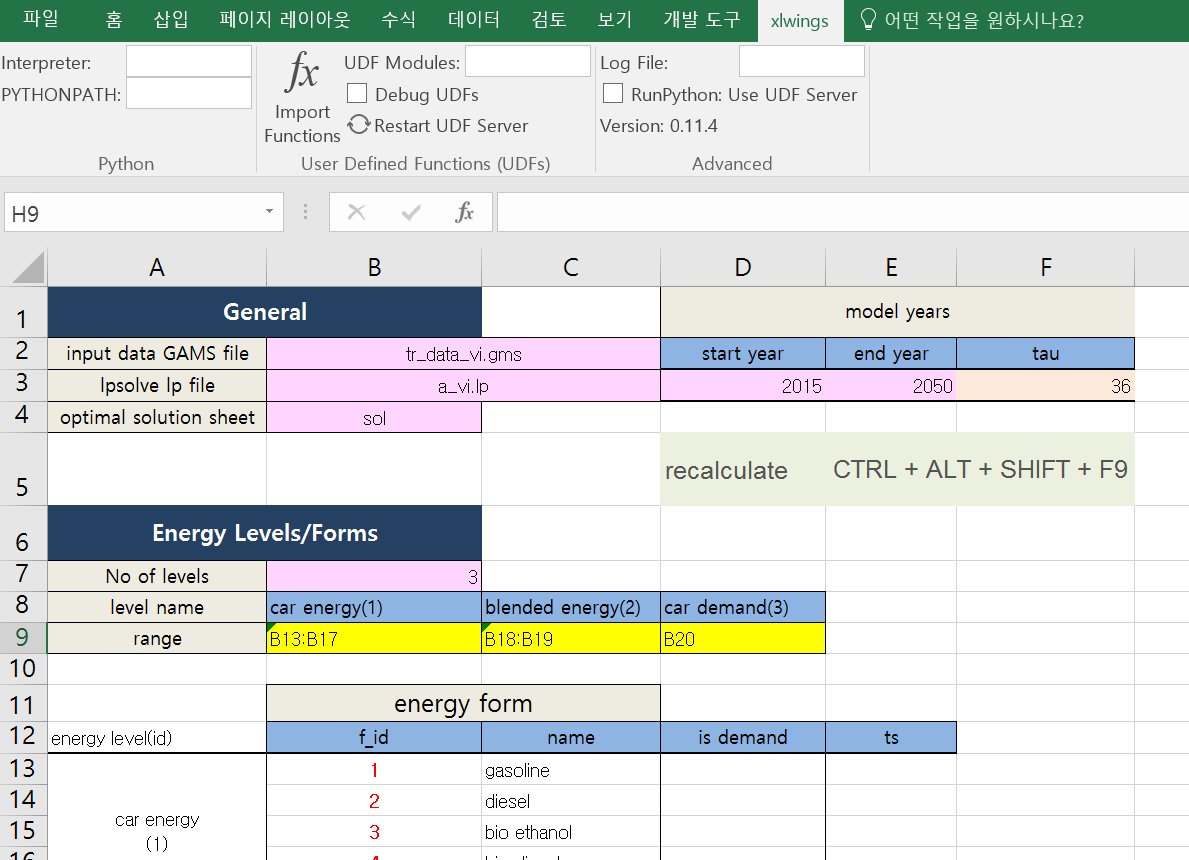 파일 홈 삽입 페이지 레이아웃 수식 데이터 검토 보기 개발 도구 xlwings 어떤 작업을 원하시나요?
Interpreter: fx UDF Modules: Log File:
PYTHONPATH: Debug UDFs RunPython: Use UDF Server
Import Functions Restart UDF Server Version: 0.11.4
Python User Defined Functions (UDFs) Advanced
H9 fx
A B C D E F
1 General model years
2 input data GAMS file tr_data_vi.gms start year end year tau
3 lpsolve lp file a_vi.lp 2015 2050 36
4 optimal solution sheet sol
5 recalculate CTRL + ALT + SHIFT + F9
6 Energy Levels/Forms
7 No of levels 3
8 level name car energy(1) blended energy(2) car demand(3)
9 range B13:B17 B18:B19 B20
10
11 energy form
12 energy level(id) f_id name is demand ts
13 1 gasoline
14 2 diesel
15 car energy (1) 3 bio ethanol